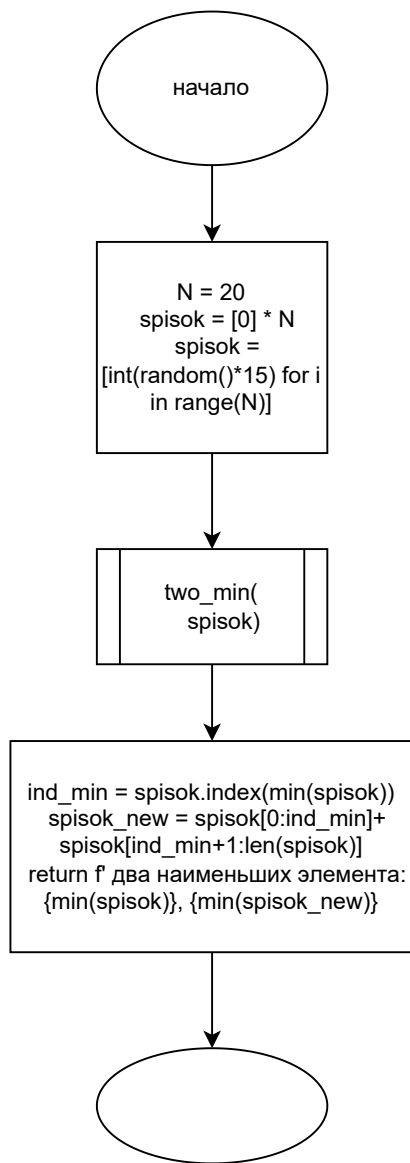 начало
N = 20
spisok = [0] * N
spisok =
[int(random()*15) for i
in range(N)]
two_min(
spisok)
ind_min = spisok.index(min(spisok))
spisok_new = spisok[0:ind_min]+
spisok[ind_min+1:len(spisok)]
return f' два наименьших элемента:
{min(spisok)}, {min(spisok_new)}